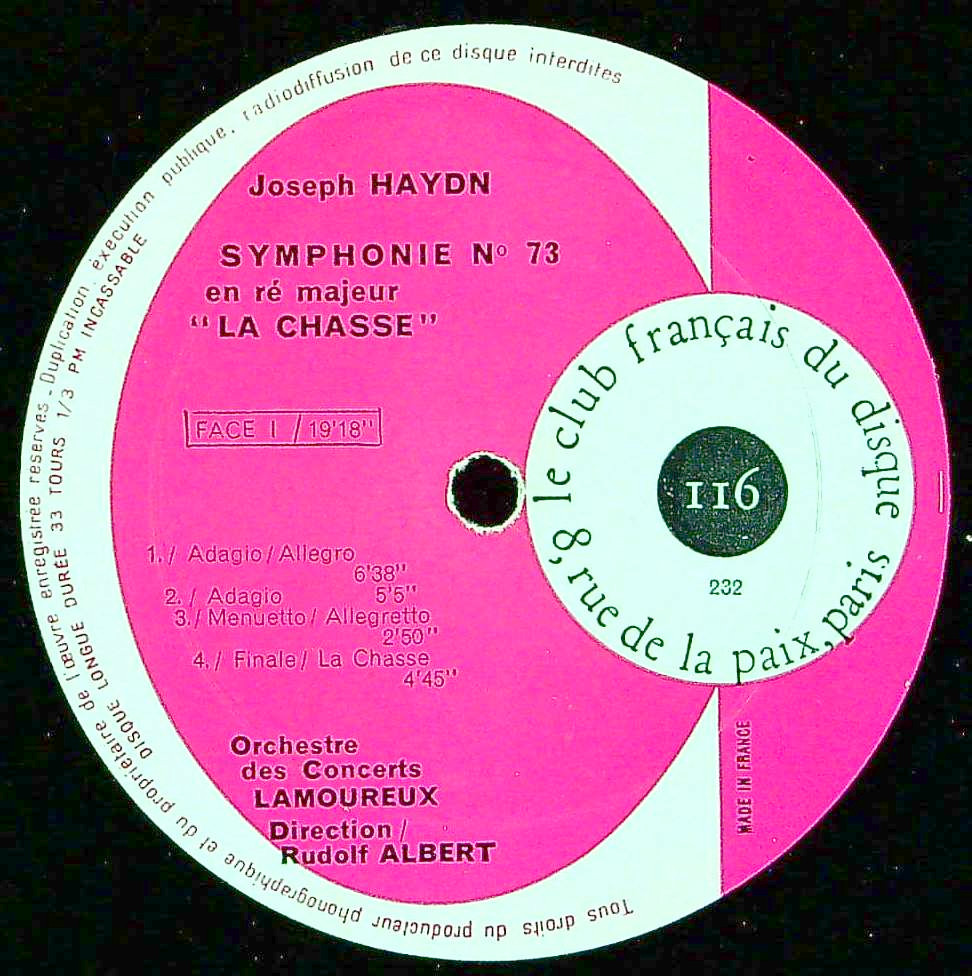 Joseph HAYDN
SYMPHONIE Nº 73
en ré majeur
“LA CHASSE”
FACE I / 19'18''
1./ Adagio/Allegro
6'38''
2. / Adagio 5'5''
3./Menuetto/Allegretto
2'50''
4./ Finale/ La Chasse
4'45''
Orchestre
des Concerts
LAMOUREUX
Direction /
Rudolf ALBERT
le club français du disque
8, rue de la paix, paris
116
232
MADE IN FRANCE
Tous droits du producteur phonographique et du propriétaire de l'œuvre enregistrée réservés - Duplication, éxecution publique, radiodiffusion de ce disque interdites
DISQUE LONGUE DURÉE 33 TOURS 1/3 PM INCASSABLE